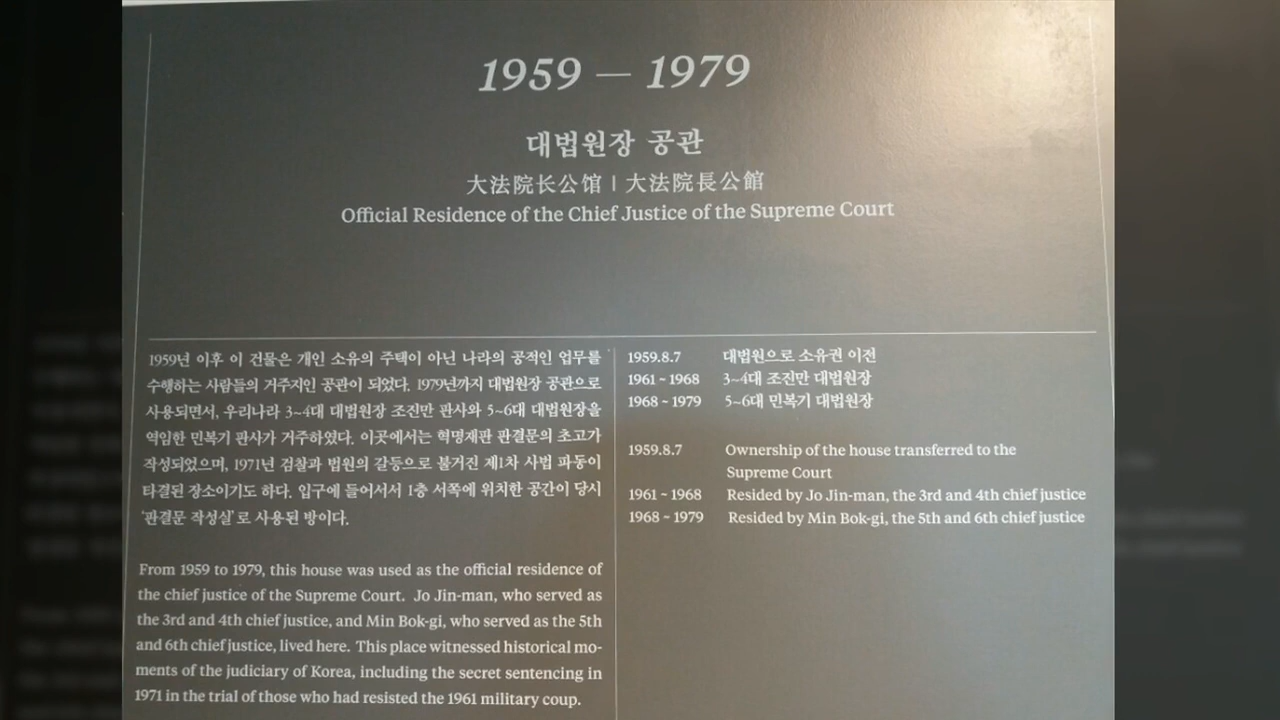 1959 — 1979
대법원장 공관
大法院长公馆 | 大法院長公館
Official Residence of the Chief Justice of the Supreme Court
1959년 이후 이 건물은 개인 소유의 주택이 아닌 나라의 공적인 업무를
수행하는 사람들의 거주지인 공관이 되었다. 1979년까지 대법원장 공관으로
사용되면서, 우리나라 3~4대 대법원장 조진만 판사와 5~6대 대법원장을
역임한 민복기 판사가 거주하였다. 이곳에서는 혁명재판 판결문의 초고가
작성되었으며, 1971년 검찰과 법원의 갈등으로 불거진 제1차 사법 파동이
타결된 장소이기도 하다. 입구에 들어서서 1층 서쪽에 위치한 공간이 당시
'판결문 작성실'로 사용된 방이다.
From 1959 to 1979, this house was used as the official residence of
the chief justice of the Supreme Court. Jo Jin-man, who served as
the 3rd and 4th chief justice, and Min Bok-gi, who served as the 5th
and 6th chief justice, lived here. This place witnessed historical mo-
ments of the judiciary of Korea, including the secret sentencing in
1971 in the trial of those who had resisted the 1961 military coup.
1959.8.7 대법원으로 소유권 이전
1961 ~ 1968 3~4대 조진만 대법원장
1968 ~ 1979 5~6대 민복기 대법원장
1959.8.7 Ownership of the house transferred to the
Supreme Court
1961 ~ 1968 Resided by Jo Jin-man, the 3rd and 4th chief justice
1968 ~ 1979 Resided by Min Bok-gi, the 5th and 6th chief justice